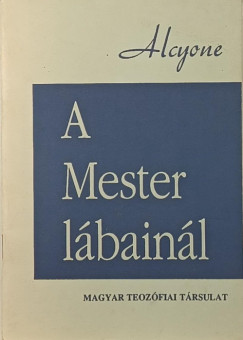 Alcyone
A
Mester
lábainál
MAGYAR TEOZÓFIAI TÁRSULAT